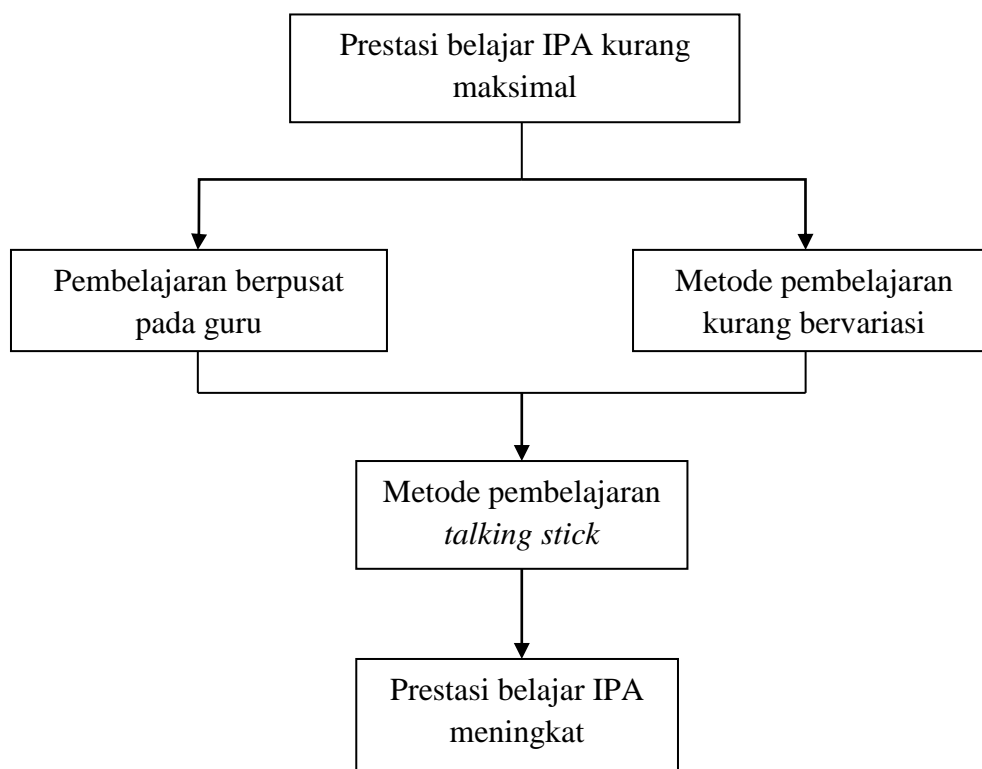 Prestasi belajar IPA kurang
maksimal
Pembelajaran berpusat
pada guru
Metode pembelajaran
kurang bervariasi
Metode pembelajaran
talking stick
Prestasi belajar IPA
meningkat